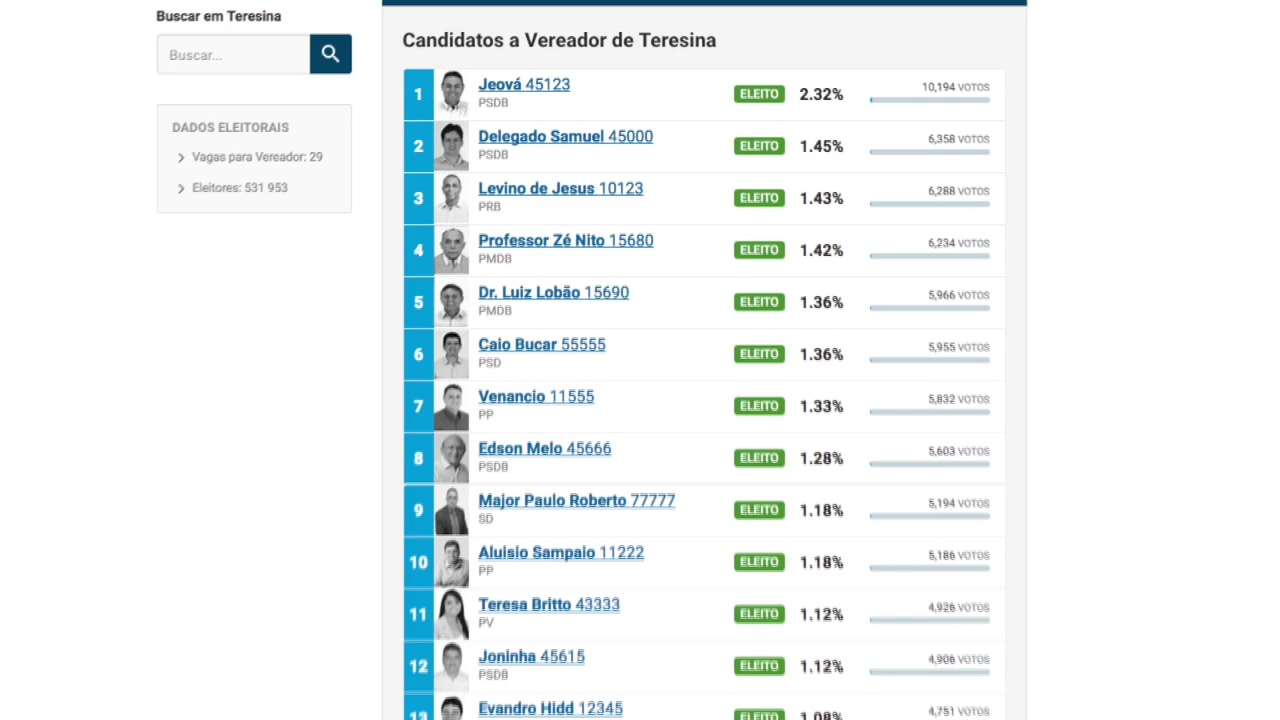 Buscar em Teresina
Buscar...
DADOS ELEITORAIS
Vagas para Vereador: 29
Eleitores: 531 953
Candidatos a Vereador de Teresina
1 Jeová 45123 ELEITO 2.32% 10,194 VOTOS
PSDB
2 Delegado Samuel 45000 ELEITO 1.45% 6,358 VOTOS
PSDB
3 Levino de Jesus 10123 ELEITO 1.43% 6,288 VOTOS
PRB
4 Professor Zé Nito 15680 ELEITO 1.42% 6,234 VOTOS
PMDB
5 Dr. Luiz Lobão 15690 ELEITO 1.36% 5,966 VOTOS
PMDB
6 Caio Bucar 55555 ELEITO 1.36% 5,955 VOTOS
PSD
7 Venancio 11555 ELEITO 1.33% 5,832 VOTOS
PP
8 Edson Melo 45666 ELEITO 1.28% 5,603 VOTOS
PSDB
9 Major Paulo Roberto 77777 ELEITO 1.18% 5,194 VOTOS
SD
10 Aluisio Sampaio 11222 ELEITO 1.18% 5,186 VOTOS
PP
11 Teresa Britto 43333 ELEITO 1.12% 4,926 VOTOS
PV
12 Joninha 45615 ELEITO 1.12% 4,906 VOTOS
PSDB
13 Evandro Hidd 12345 ELEITO 1.08% 4,751 VOTOS